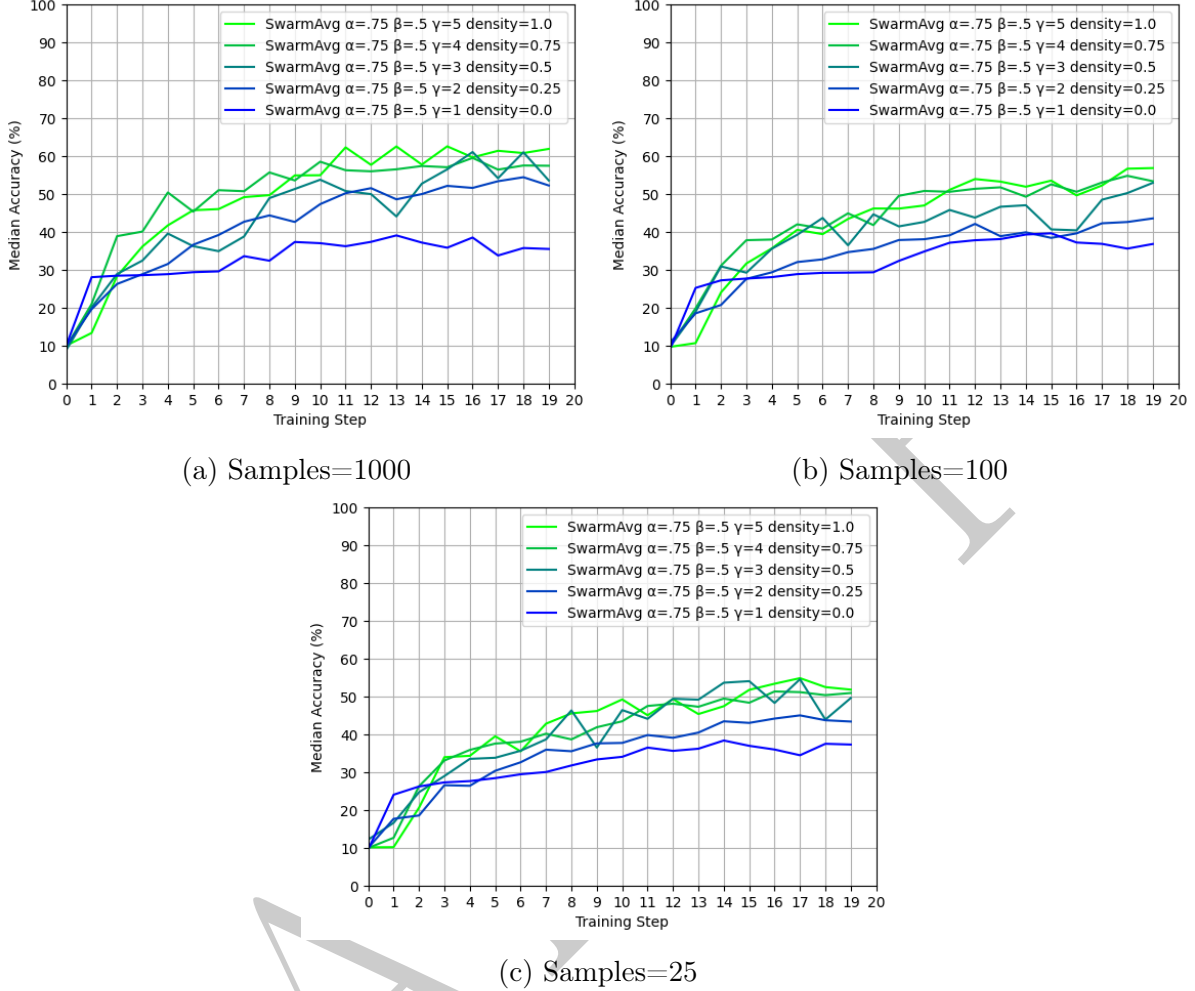 100
90
80
70
60
50
40
30
20
10
0
Median Accuracy (%)
SwarmAvg α=.75 β=.5 γ=5 density=1.0
SwarmAvg α=.75 β=.5 γ=4 density=0.75
SwarmAvg α=.75 β=.5 γ=3 density=0.5
SwarmAvg α=.75 β=.5 γ=2 density=0.25
SwarmAvg α=.75 β=.5 γ=1 density=0.0
0 1 2 3 4 5 6 7 8 9 10 11 12 13 14 15 16 17 18 19 20
Training Step
(a) Samples=1000
100
90
80
70
60
50
40
30
20
10
0
Median Accuracy (%)
SwarmAvg α=.75 β=.5 γ=5 density=1.0
SwarmAvg α=.75 β=.5 γ=4 density=0.75
SwarmAvg α=.75 β=.5 γ=3 density=0.5
SwarmAvg α=.75 β=.5 γ=2 density=0.25
SwarmAvg α=.75 β=.5 γ=1 density=0.0
0 1 2 3 4 5 6 7 8 9 10 11 12 13 14 15 16 17 18 19 20
Training Step
(b) Samples=100
100
90
80
70
60
50
40
30
20
10
0
Median Accuracy (%)
SwarmAvg α=.75 β=.5 γ=5 density=1.0
SwarmAvg α=.75 β=.5 γ=4 density=0.75
SwarmAvg α=.75 β=.5 γ=3 density=0.5
SwarmAvg α=.75 β=.5 γ=2 density=0.25
SwarmAvg α=.75 β=.5 γ=1 density=0.0
0 1 2 3 4 5 6 7 8 9 10 11 12 13 14 15 16 17 18 19 20
Training Step
(c) Samples=25